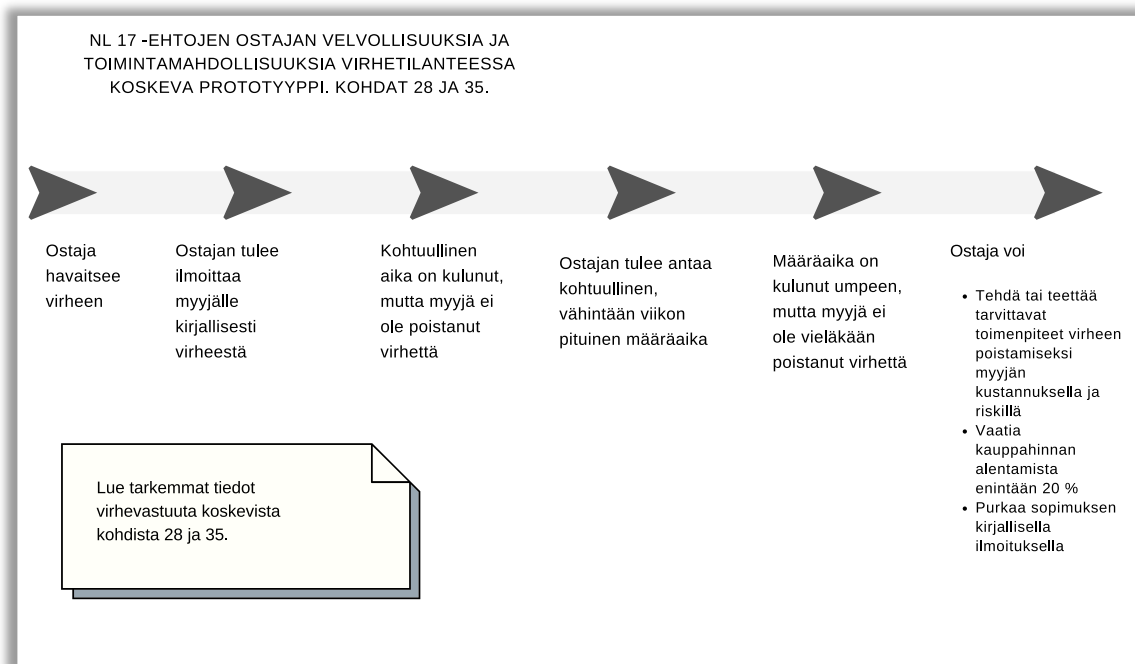 NL 17 -EHTOJEN OSTAJAN VELVOLLISUUKSIA JA
TOIMINTAMAHDOLLISUUKSIA VIRHETILANTEESSA
KOSKEVA PROTOTYYPPI. KOHDAT 28 JA 35.
Ostaja
havaitsee
virheen
Ostajan tulee
ilmoittaa
myyjälle
kirjallisesti
virheestä
Kohtuullinen
aika on kulunut,
mutta myyjä ei
ole poistanut
virhettä
Ostajan tulee antaa
kohtuullinen,
vähintään viikon
pituinen määräaika
Määräaika on
kulunut umpeen,
mutta myyjä ei
ole vieläkään
poistanut virhettä
Ostaja voi
• Tehdä tai teettää
tarvittavat
toimenpiteet virheen
poistamiseksi
myyjän
kustannuksella ja
riskillä
• Vaatia
kauppahinnan
alentamista
enintään 20 %
• Purkaa sopimuksen
kirjallisella
ilmoituksella
Lue tarkemmat tiedot
virhevastuuta koskevista
kohdista 28 ja 35.